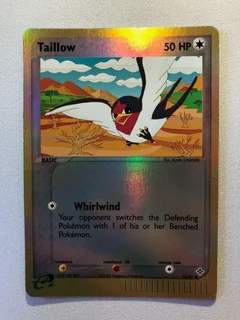 Taillow
50 HP
BASIC
Whirlwind
Your opponent switches the Defending
Pokémon with 1 of his or her Benched
Pokémon.